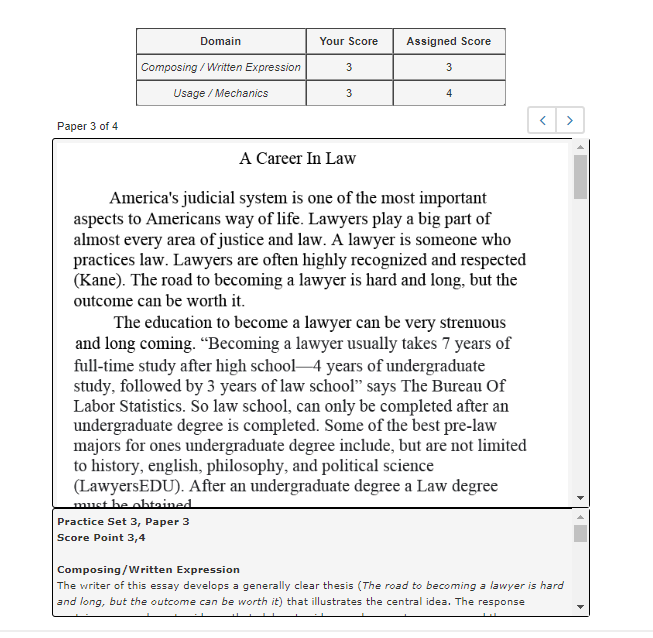 Domain Your Score Assigned Score
Composing / Written Expression 3 3
Usage / Mechanics 3 4
Paper 3 of 4
< >
A Career In Law
America's judicial system is one of the most important
aspects to Americans way of life. Lawyers play a big part of
almost every area of justice and law. A lawyer is someone who
practices law. Lawyers are often highly recognized and respected
(Kane). The road to becoming a lawyer is hard and long, but the
outcome can be worth it.
The education to become a lawyer can be very strenuous
and long coming. “Becoming a lawyer usually takes 7 years of
full-time study after high school—4 years of undergraduate
study, followed by 3 years of law school” says The Bureau Of
Labor Statistics. So law school, can only be completed after an
undergraduate degree is completed. Some of the best pre-law
majors for ones undergraduate degree include, but are not limited
to history, english, philosophy, and political science
(LawyersEDU). After an undergraduate degree a Law degree
must be obtained
Practice Set 3, Paper 3
Score Point 3,4
Composing/Written Expression
The writer of this essay develops a generally clear thesis (The road to becoming a lawyer is hard
and long, but the outcome can be worth it) that illustrates the central idea. The response